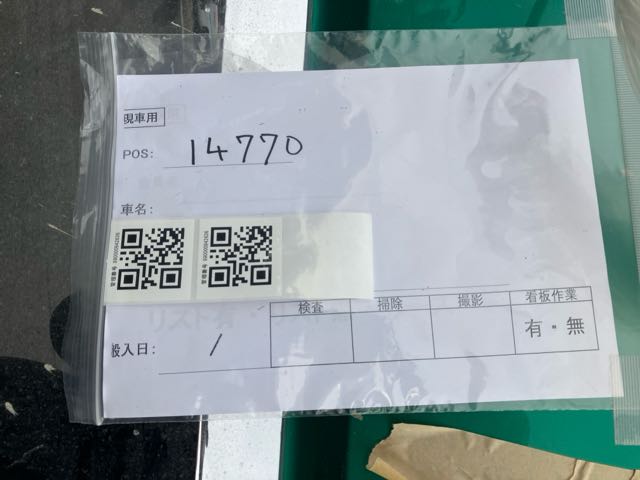 現車用
POS: 14770
車名:
検査 掃除 撮影 看板作業
有・無
搬入日: /